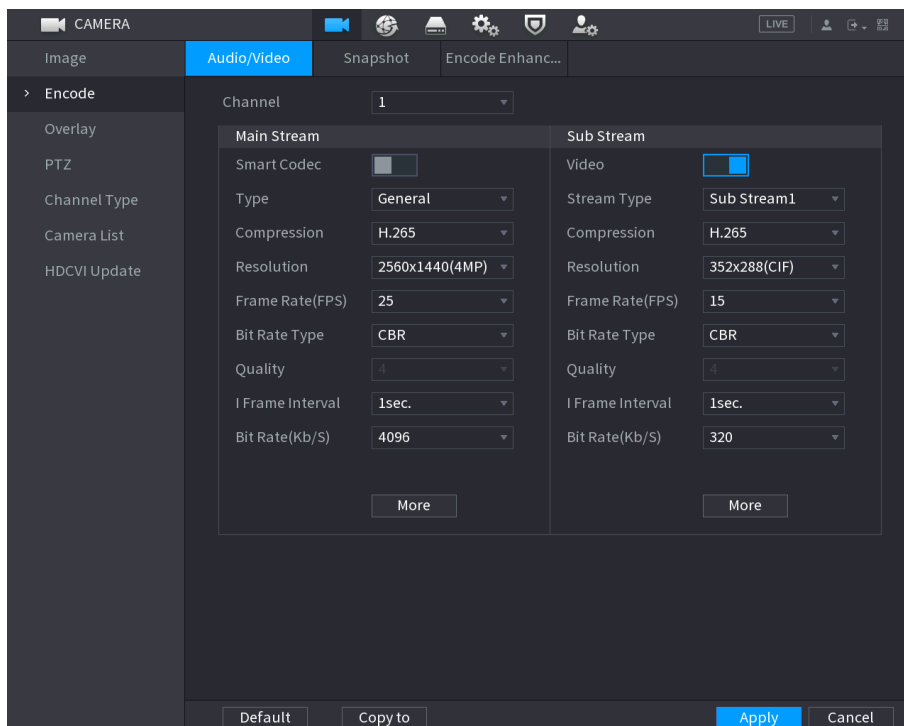 CAMERA LIVE
Image Audio/Video Snapshot Encode Enhanc...
> Encode
Channel 1
Overlay
Main Stream Sub Stream
PTZ
Smart Codec Video
Channel Type
Type General Stream Type Sub Stream1
Camera List
Compression H.265 Compression H.265
HDCVI Update
Resolution 2560x1440(4MP) Resolution 352x288(CIF)
Frame Rate(FPS) 25 Frame Rate(FPS) 15
Bit Rate Type CBR Bit Rate Type CBR
Quality 4 Quality 4
I Frame Interval 1sec. I Frame Interval 1sec.
Bit Rate(Kb/S) 4096 Bit Rate(Kb/S) 320
More More
Default Copy to Apply Cancel